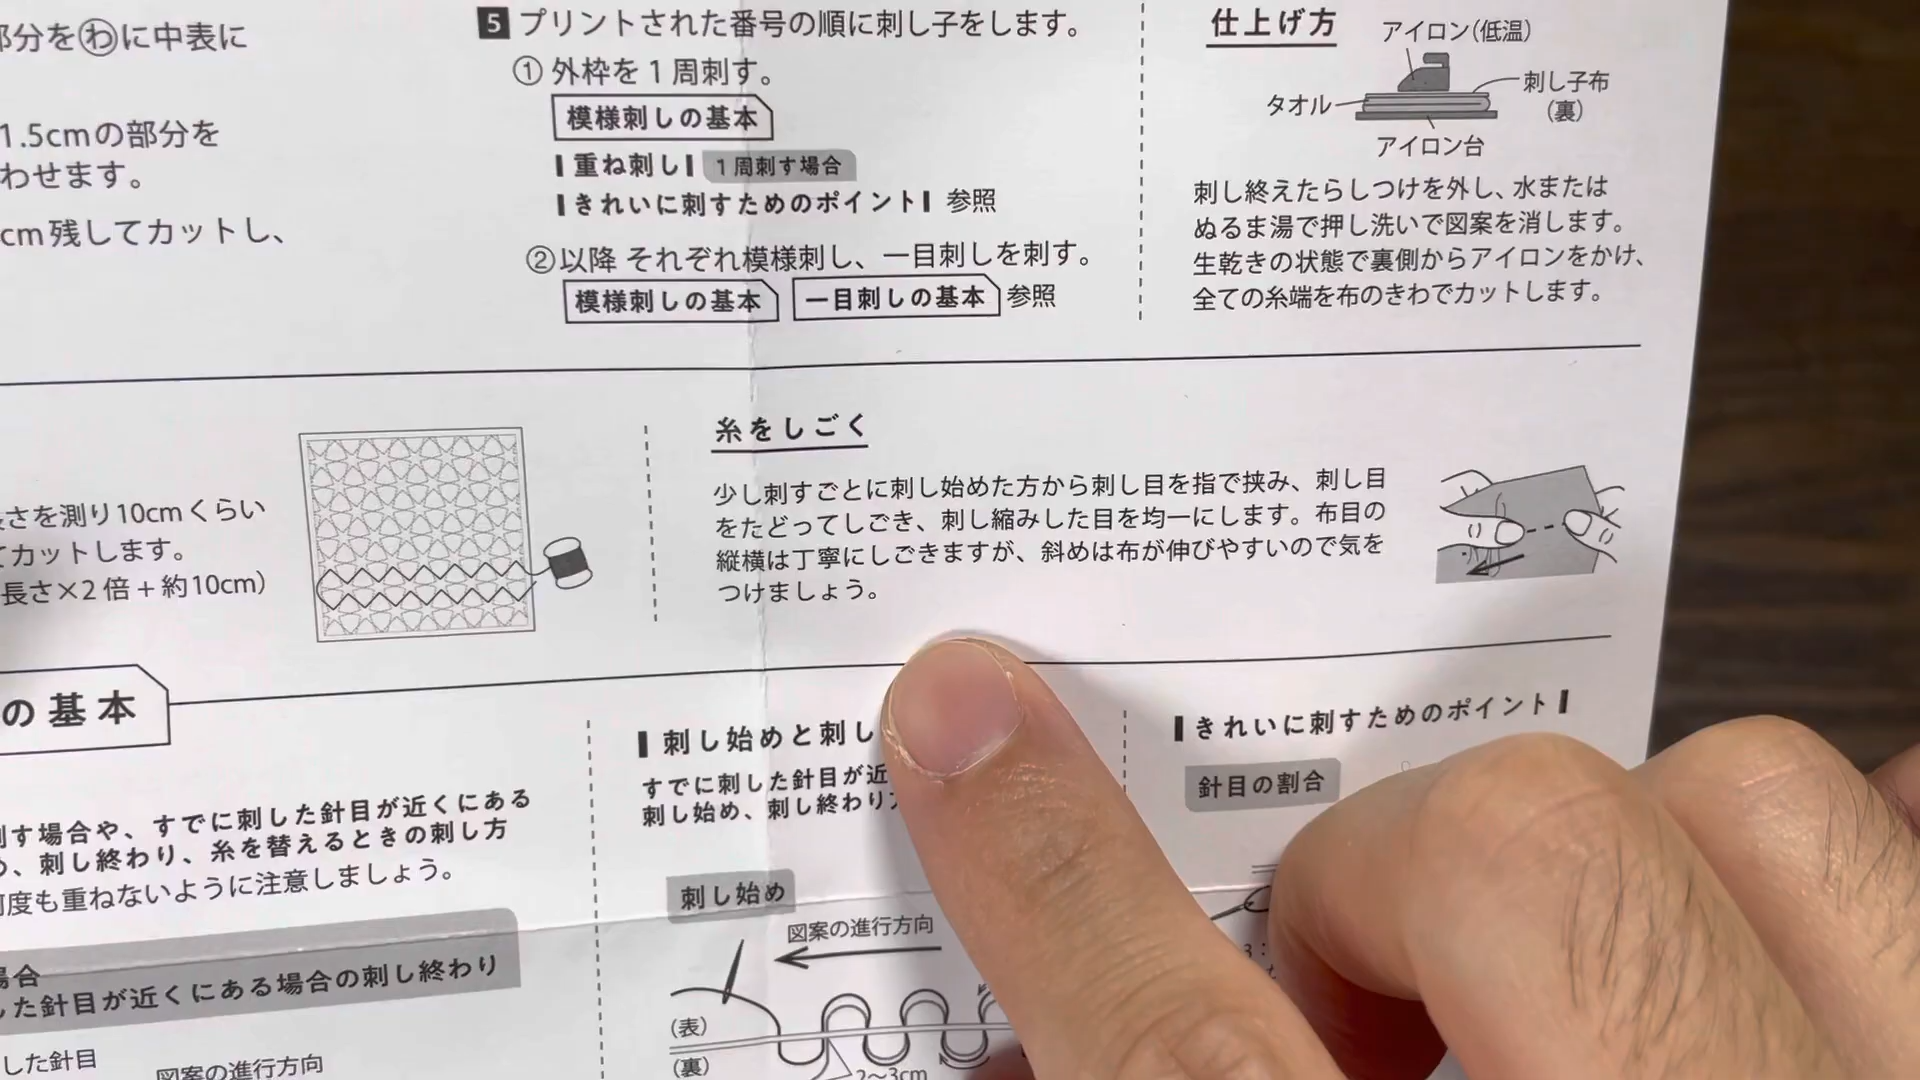 部分をわに中表に
1.5cmの部分を
わせます。
cm残してカットし、
5 プリントされた番号の順に刺し子をします。
① 外枠を1周刺す。
模様刺しの基本
重ね刺し 1周刺す場合
きれいに刺すためのポイント 参照
②以降 それぞれ模様刺し、一目刺しを刺す。
模様刺しの基本 一目刺しの基本 参照
仕上げ方
アイロン(低温)
刺し子布
(裏)
タオル
アイロン台
刺し終えたらしつけを外し、水または
ぬるま湯で押し洗いで図案を消します。
生乾きの状態で裏側からアイロンをかけ、
全ての糸端を布のきわでカットします。
さを測り10cmくらい
てカットします。
長さ×2倍+約10cm)
糸をしごく
少し刺すごとに刺し始めた方から刺し目を指で挟み、刺し目
をたどってしごき、刺し縮みした目を均一にします。布目の
縦横は丁寧にしごきますが、斜めは布が伸びやすいので気を
つけましょう。
の基本
す場合や、すでに刺した針目が近くにある
、刺し終わり、糸を替えるときの刺し方
度も重ねないように注意しましょう。
場合
した針目が近くにある場合の刺し終わり
した針目
図案の進行方向
刺し始めと刺し
すでに刺した針目が近
刺し始め、刺し終わり
刺し始め
図案の進行方向
(表)
(裏)
2〜3cm
きれいに刺すためのポイント
針目の割合
3: